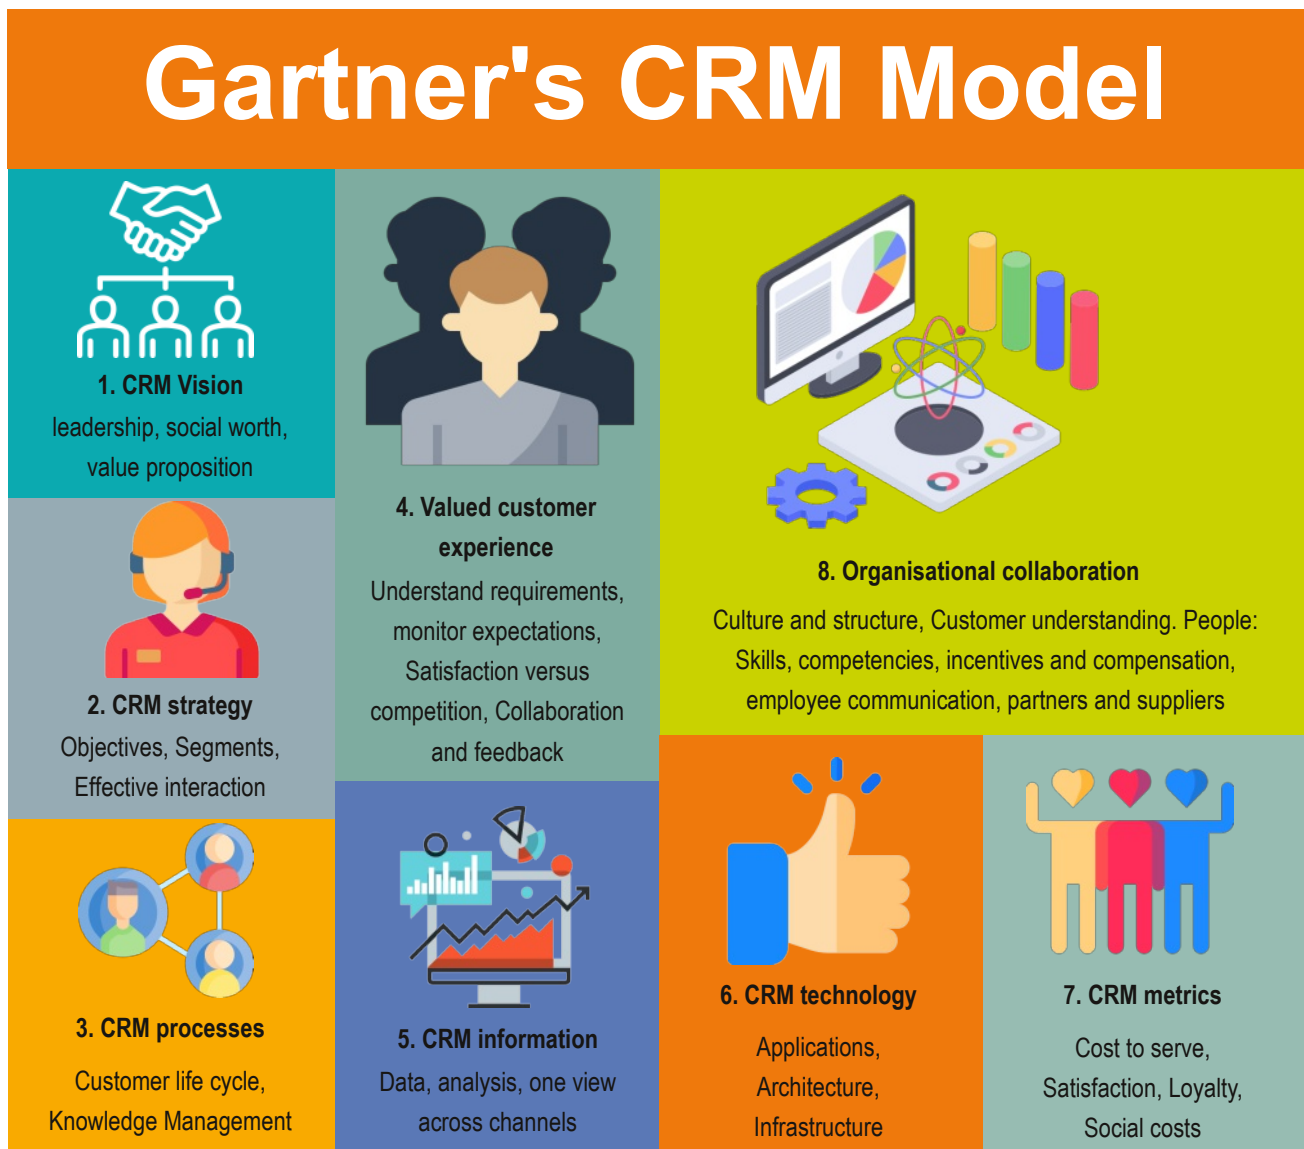 Gartner's CRM Model
1. CRM Vision
leadership, social worth,
value proposition
2. CRM strategy
Objectives, Segments,
Effective interaction
3. CRM processes
Customer life cycle,
Knowledge Management
4. Valued customer
experience
Understand requirements,
monitor expectations,
Satisfaction versus
competition, Collaboration
and feedback
5. CRM information
Data, analysis, one view
across channels
8. Organisational collaboration
Culture and structure, Customer understanding. People:
Skills, competencies, incentives and compensation,
employee communication, partners and suppliers
6. CRM technology
Applications,
Architecture,
Infrastructure
7. CRM metrics
Cost to serve,
Satisfaction, Loyalty,
Social costs